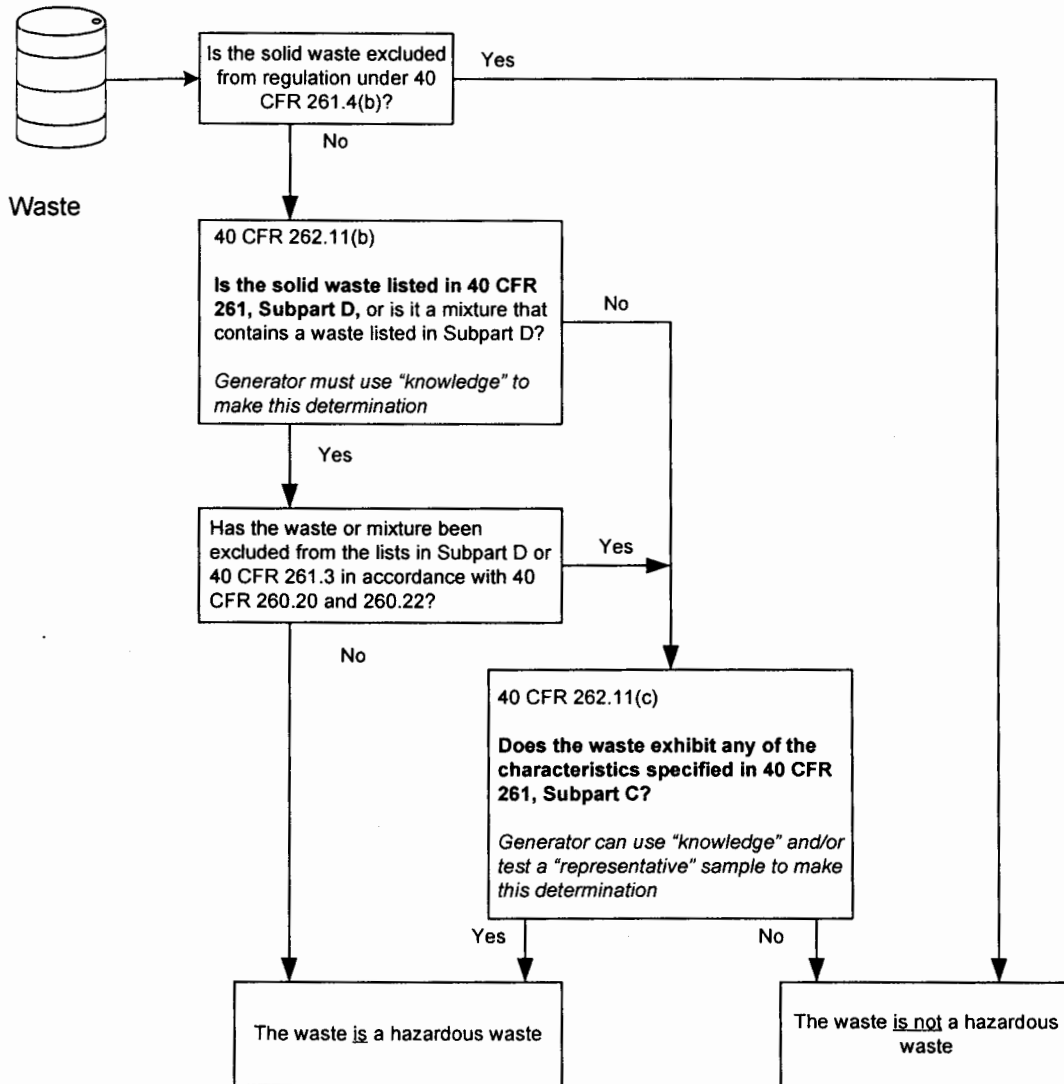 Is the solid waste excluded
from regulation under 40
CFR 261.4(b)?
Yes
No
Waste
40 CFR 262.11(b)
Is the solid waste listed in 40 CFR
261, Subpart D, or is it a mixture that
contains a waste listed in Subpart D?
Generator must use “knowledge” to
make this determination
No
Yes
Has the waste or mixture been
excluded from the lists in Subpart D or
40 CFR 261.3 in accordance with 40
CFR 260.20 and 260.22?
Yes
No
40 CFR 262.11(c)
Does the waste exhibit any of the
characteristics specified in 40 CFR
261, Subpart C?
Generator can use “knowledge” and/or
test a “representative” sample to make
this determination
Yes
No
The waste is a hazardous waste
The waste is not a hazardous
waste